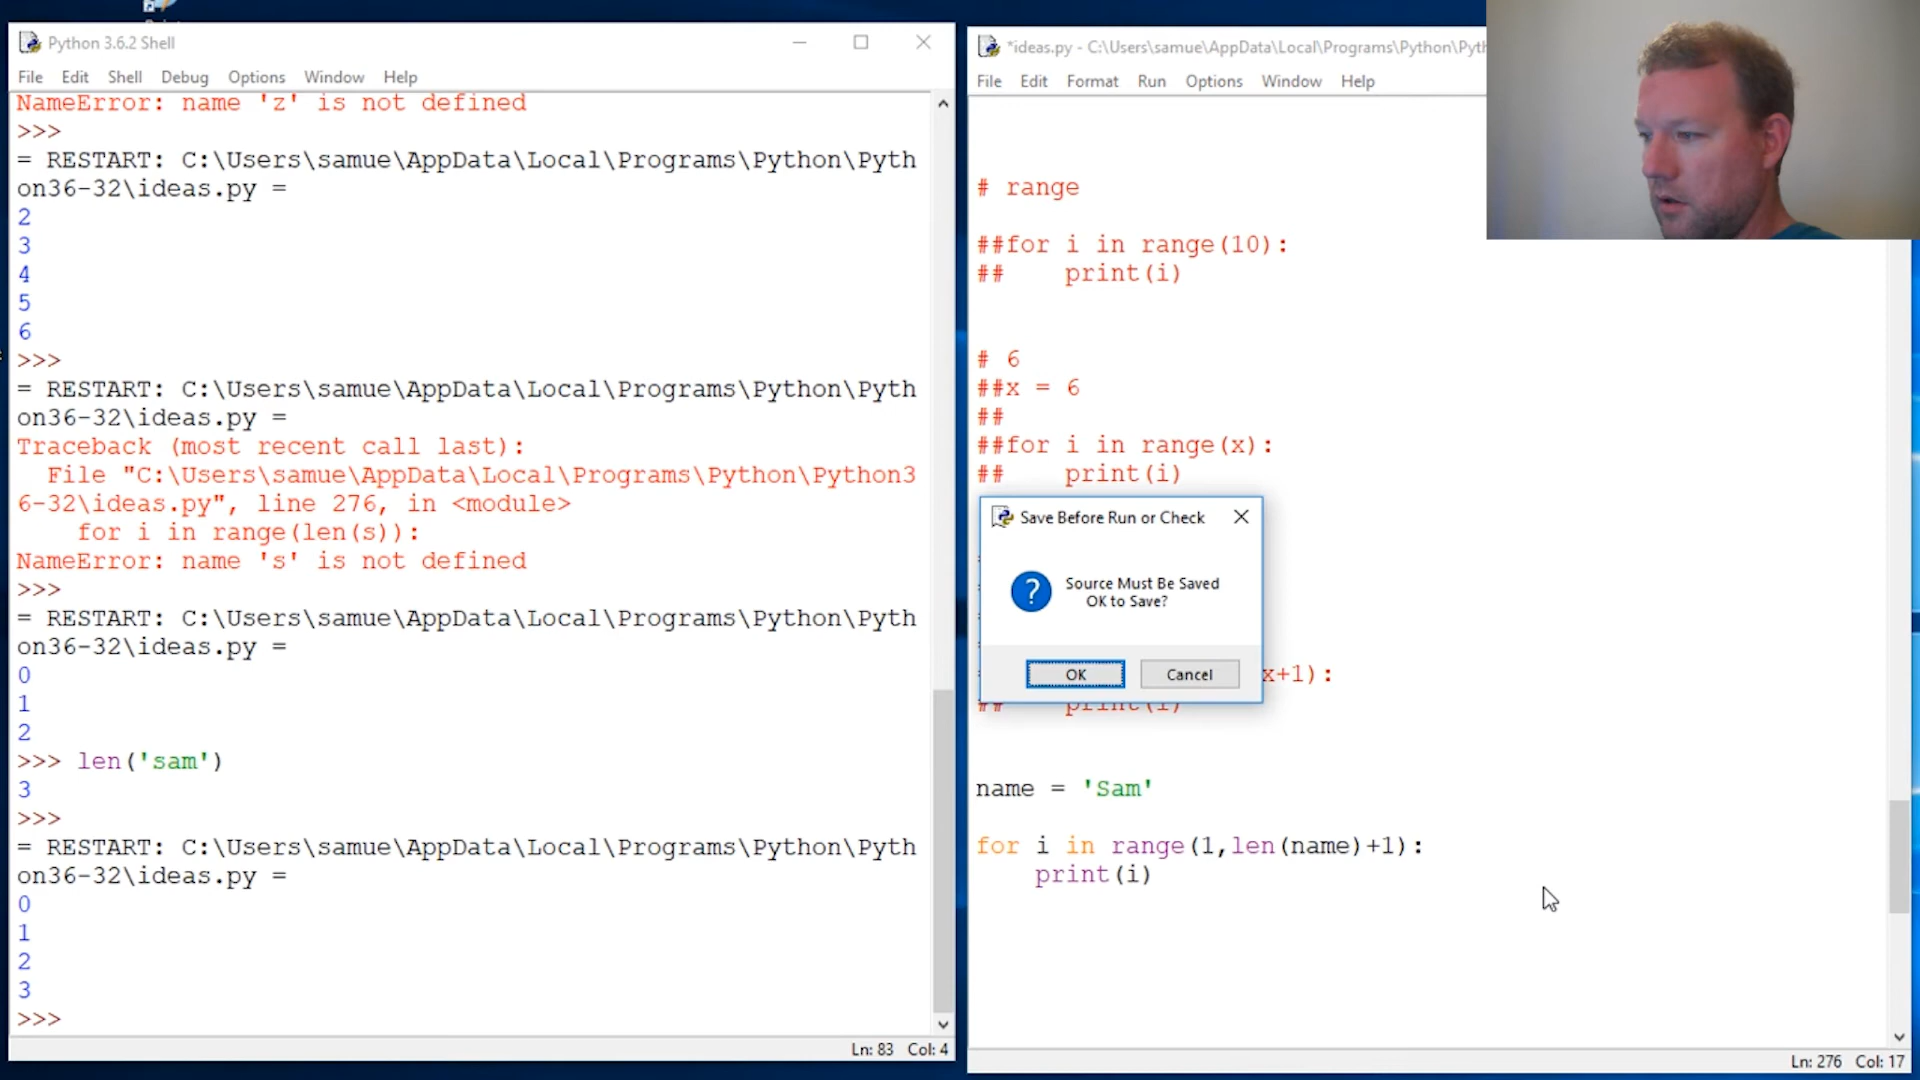 Python 3.6.2 Shell
File Edit Shell Debug Options Window Help
NameError: name 'z' is not defined
>>>
= RESTART: C:\Users\samue\AppData\Local\Programs\Python\Pyth
on36-32\ideas.py =
2
3
4
5
6
>>>
= RESTART: C:\Users\samue\AppData\Local\Programs\Python\Pyth
on36-32\ideas.py =
Traceback (most recent call last):
  File "C:\Users\samue\AppData\Local\Programs\Python\Python3
6-32\ideas.py", line 276, in <module>
    for i in range(len(s)):
NameError: name 's' is not defined
>>>
= RESTART: C:\Users\samue\AppData\Local\Programs\Python\Pyth
on36-32\ideas.py =
0
1
2
>>> len('sam')
3
>>>
= RESTART: C:\Users\samue\AppData\Local\Programs\Python\Pyth
on36-32\ideas.py =
0
1
2
3
>>>
Ln: 83 Col: 4
*ideas.py - C:\Users\samue\AppData\Local\Programs\Python\Pyth
File Edit Format Run Options Window Help
# range
##for i in range(10):
##    print(i)
# 6
##x = 6
##
##for i in range(x):
##    print(i)
Save Before Run or Check
Source Must Be Saved
OK to Save?
OK Cancel
x+1):
##    print(i)
name = 'Sam'
for i in range(1,len(name)+1):
    print(i)
Ln: 276 Col: 17